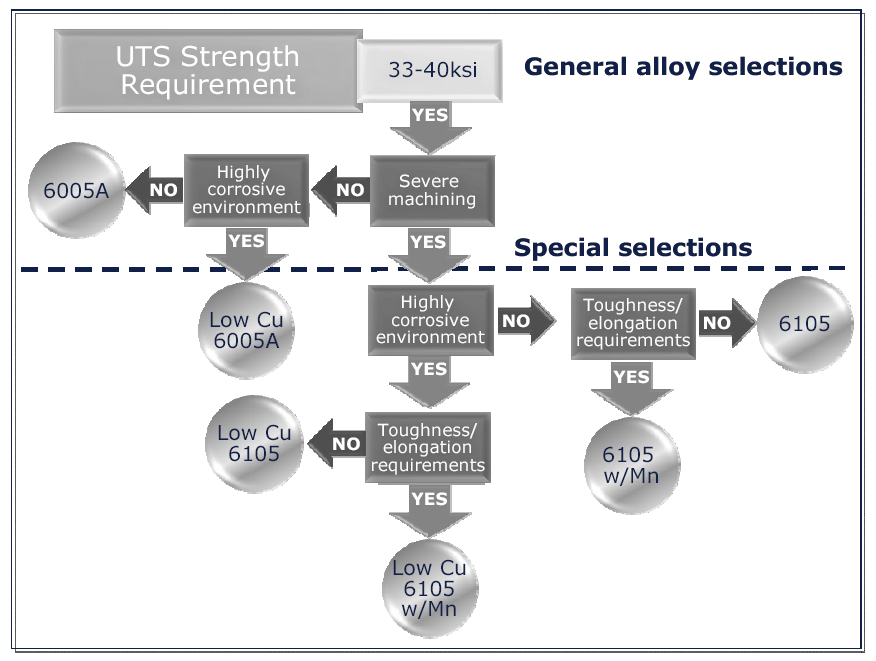 UTS Strength
Requirement
33-40ksi
General alloy selections
YES
6005A
NO
Highly
corrosive
environment
NO
Severe
machining
YES
YES
Special selections
Low Cu
6005A
Highly
corrosive
environment
NO
Toughness/
elongation
requirements
NO
6105
YES
YES
Low Cu
6105
NO
Toughness/
elongation
requirements
6105
w/Mn
YES
Low Cu
6105
w/Mn